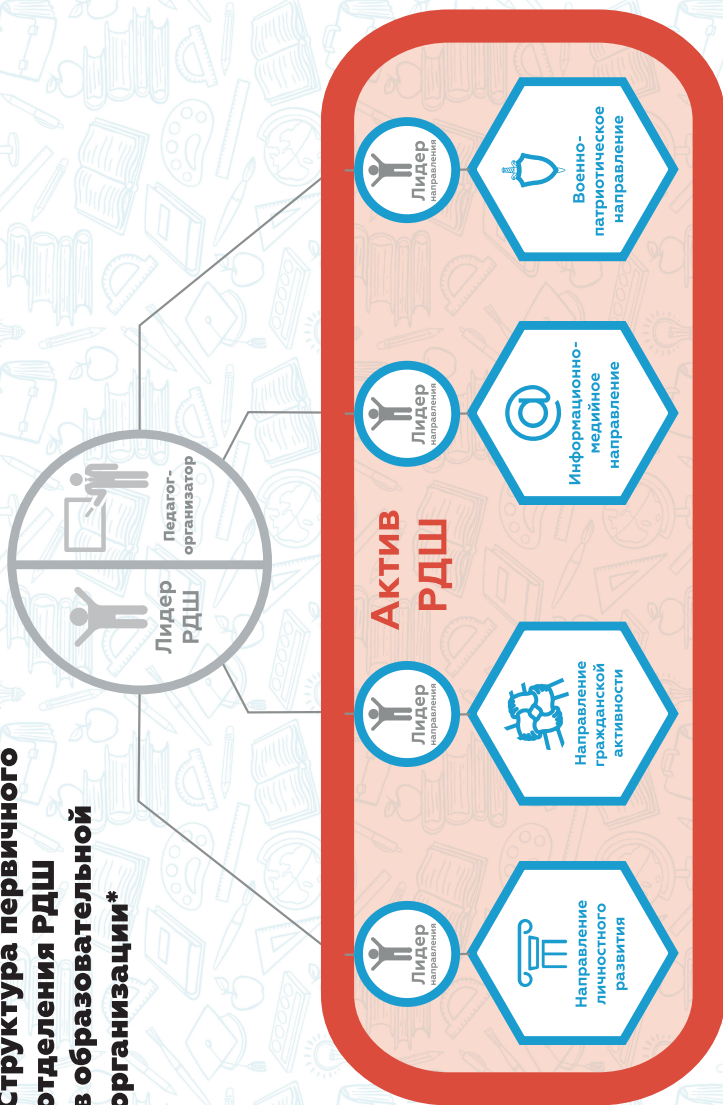 Структура первичного
отделения РДШ
в образовательной
организации*
Лидер
РДШ
Педагог-
организатор
Актив
РДШ
Лидер
направления
Направление
личностного
развития
Лидер
направления
Направление
гражданской
активности
Лидер
направления
Информационно-
медийное
направление
Лидер
направления
Военно-
патриотическое
направление